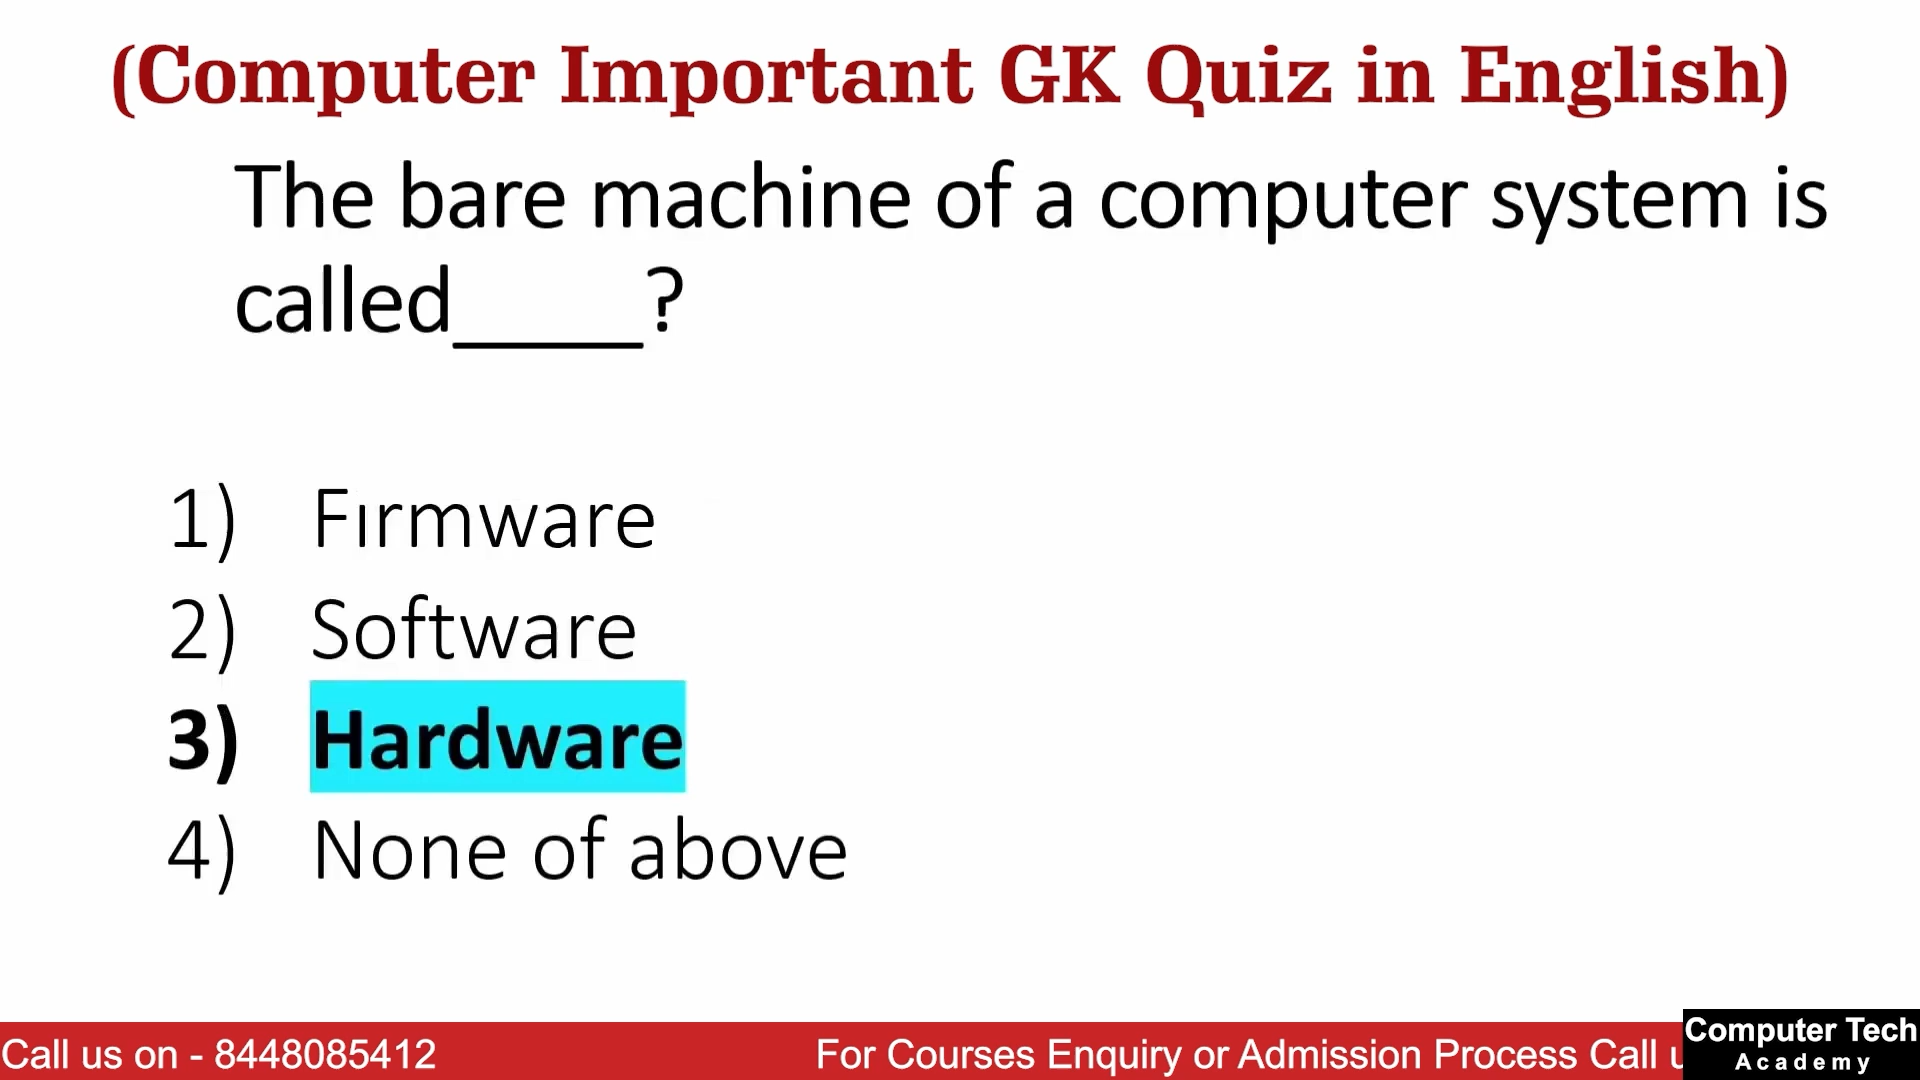 (Computer Important GK Quiz in English)
The bare machine of a computer system is
called____?
1) Firmware
2) Software
3) Hardware
4) None of above
Call us on - 8448085412 For Courses Enquiry or Admission Process Call
Computer Tech
Academy